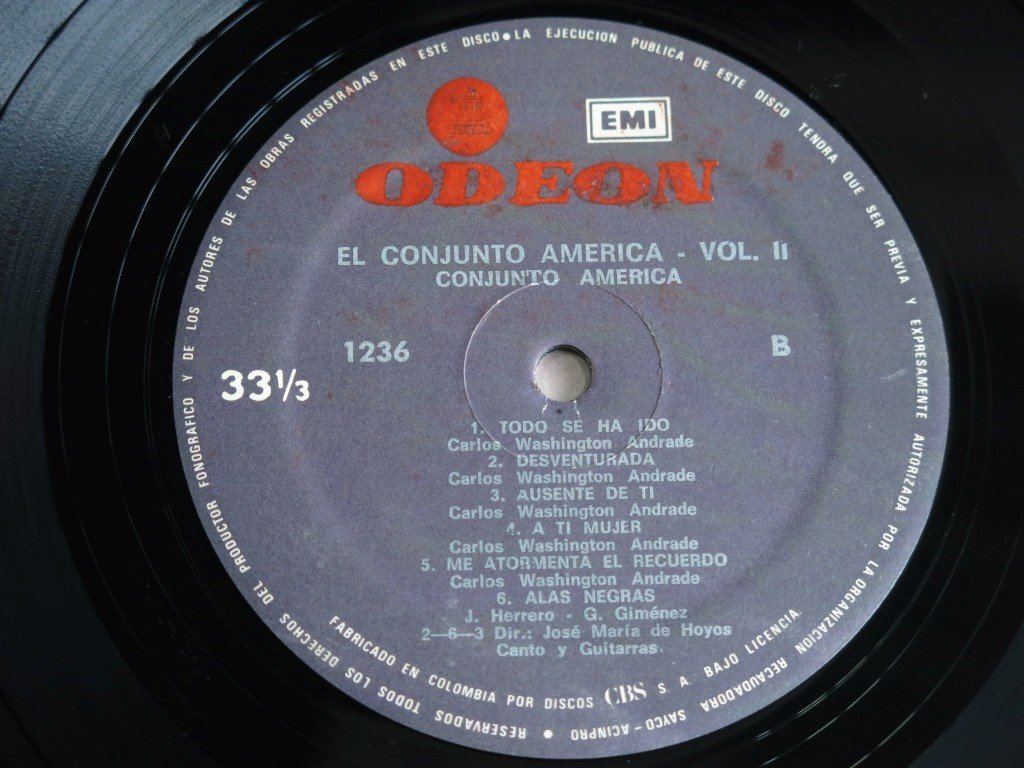 RESERVADOS TODOS LOS DERECHOS DEL PRODUCTOR FONOGRAFICO Y DE LOS AUTORES DE LAS OBRAS REGISTRADAS EN ESTE DISCO • LA EJECUCION PUBLICA DE ESTE DISCO TENDRA QUE SER PREVIA Y EXPRESAMENTE AUTORIZADA POR LA ORGANIZACION RECAUDADORA SAYCO - ACINPRO •
EMI
ODEON
EL CONJUNTO AMERICA - VOL. II
CONJUNTO AMERICA
1236
B
33⅓
1. TODO SE HA IDO
Carlos Washington Andrade
2. DESVENTURADA
Carlos Washington Andrade
3. AUSENTE DE TI
Carlos Washington Andrade
4. A TI MUJER
Carlos Washington Andrade
5. ME ATORMENTA EL RECUERDO
Carlos Washington Andrade
6. ALAS NEGRAS
J. Herrero - G. Giménez
2—6—3 Dir.: José María de Hoyos
Canto y Guitarras
FABRICADO EN COLOMBIA POR DISCOS CBS S. A. BAJO LICENCIA.